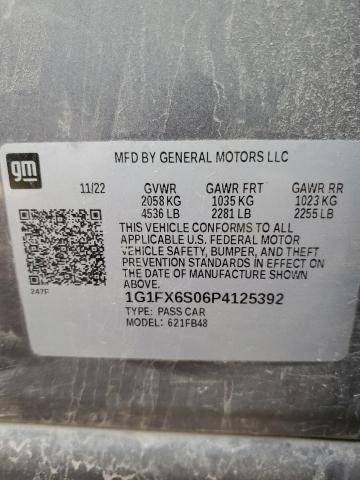 gm
MFD BY GENERAL MOTORS LLC
11/22 GVWR GAWR FRT GAWR RR
2058 KG 1035 KG 1023 KG
4536 LB 2281 LB 2255 LB
THIS VEHICLE CONFORMS TO ALL
APPLICABLE U.S. FEDERAL MOTOR
VEHICLE SAFETY, BUMPER, AND THEFT
PREVENTION STANDARDS IN EFFECT ON
THE DATE OF MANUFACTURE SHOWN
ABOVE.
247F
1G1FX6S06P4125392
TYPE: PASS CAR
MODEL: 621FB48